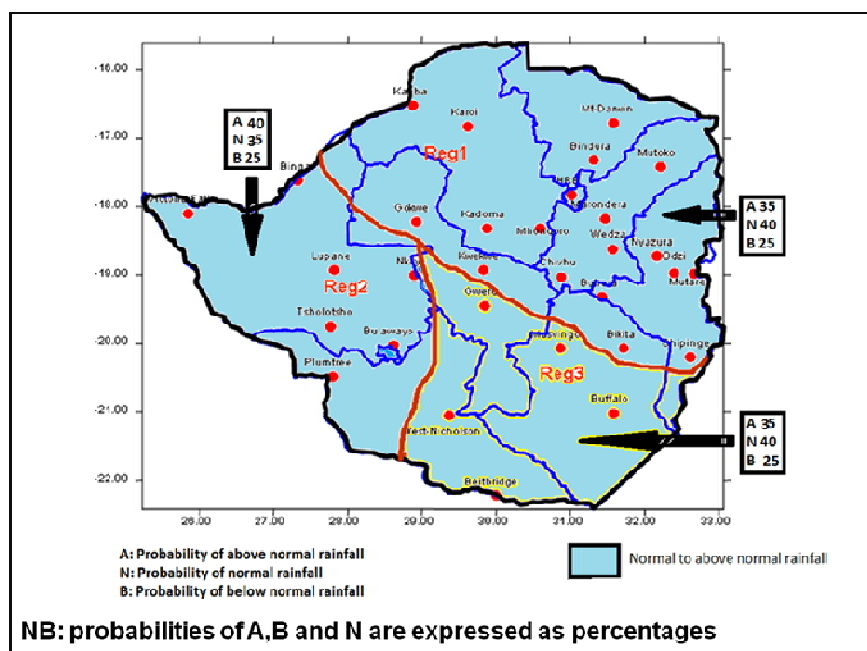 -16.00
-17.00
-18.00
-19.00
-20.00
-21.00
-22.00
Kariba
Karoi
Mt-Darwin
Reg1
Bindura
Mutoko
A 40
N 35
B 25
Marondera
Wedza
A 35
N 40
B 25
Gokwe
Kadoma
Nyazura
Odzi
Mutare
Lupane
Kwekwe
Chivhu
Reg2
Gweru
Buhera
Tsholotsho
Bulawayo
Masvingo
Bikita
Chipinge
Plumtree
Reg3
Buffalo
West-Nicholson
A 35
N 40
B 25
Beitbridge
26.00 27.00 28.00 29.00 30.00 31.00 32.00 33.00
A: Probability of above normal rainfall
N: Probability of normal rainfall
B: Probability of below normal rainfall
Normal to above normal rainfall
NB: probabilities of A,B and N are expressed as percentages